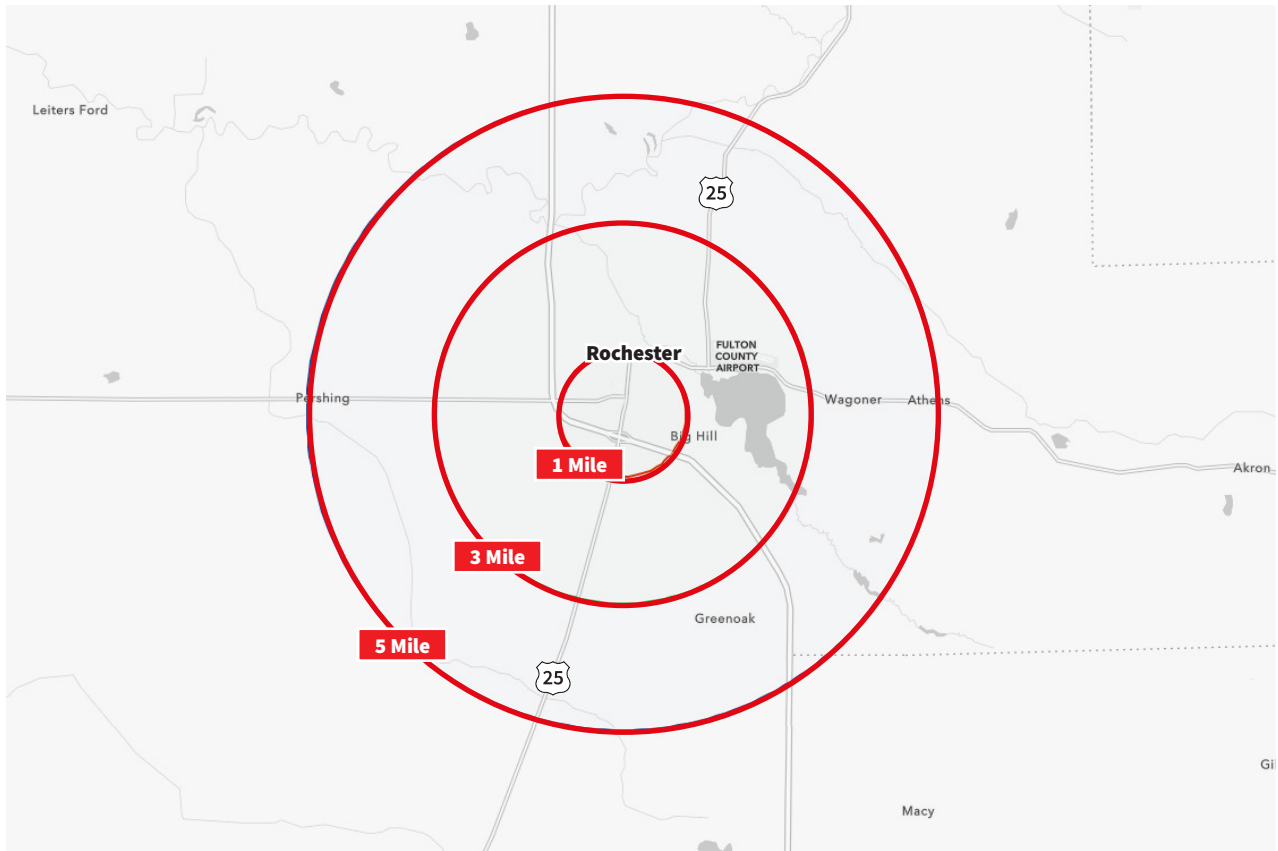 Leiters Ford
25
Rochester
FULTON
COUNTY
AIRPORT
Pershing
Wagoner
Athens
Big Hill
1 Mile
Akron
3 Mile
Greenoak
5 Mile
25
Gil
Macy